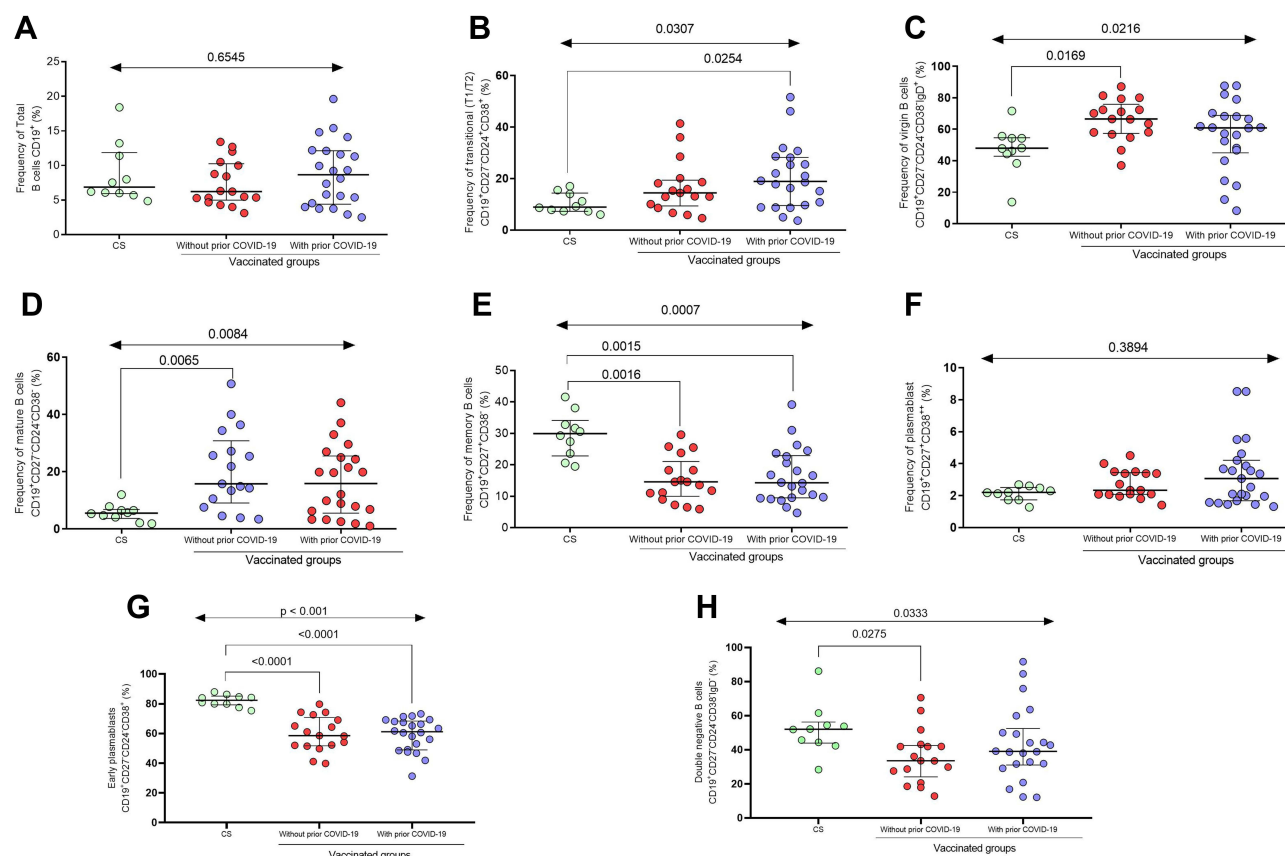 A
0.6545
Frequency of Total
B cells CD19⁺ (%)
25
20
15
10
5
0
CS
Without prior COVID-19
With prior COVID-19
Vaccinated groups
B
0.0307
0.0254
Frequency of transitional (T1/T2)
CD19⁺CD27⁻CD24⁺CD38⁺ (%)
60
40
20
0
CS
Without prior COVID-19
With prior COVID-19
Vaccinated groups
C
0.0216
0.0169
Frequency of virgin B cells
CD19⁺CD27⁻CD24⁻CD38⁻IgD⁺ (%)
100
80
60
40
20
0
CS
Without prior COVID-19
With prior COVID-19
Vaccinated groups
D
0.0084
0.0065
Frequency of mature B cells
CD19⁺CD27⁻CD24⁻CD38⁻ (%)
60
40
20
0
CS
Without prior COVID-19
With prior COVID-19
Vaccinated groups
E
0.0007
0.0015
0.0016
Frequency of memory B cells
CD19⁺CD27⁺CD38⁻ (%)
50
40
30
20
10
0
CS
Without prior COVID-19
With prior COVID-19
Vaccinated groups
F
0.3894
Frequency of plasmablast
CD19⁺CD27⁺CD38⁺⁺ (%)
10
8
6
4
2
0
CS
Without prior COVID-19
With prior COVID-19
Vaccinated groups
G
p < 0.001
<0.0001
<0.0001
Early plasmablasts
CD19⁺CD27⁻CD24⁻CD38⁺ (%)
100
80
60
40
20
0
CS
Without prior COVID-19
With prior COVID-19
Vaccinated groups
H
0.0333
0.0275
Double negative B cells
CD19⁺CD27⁻CD24⁻CD38⁻IgD⁻ (%)
100
80
60
40
20
0
CS
Without prior COVID-19
With prior COVID-19
Vaccinated groups